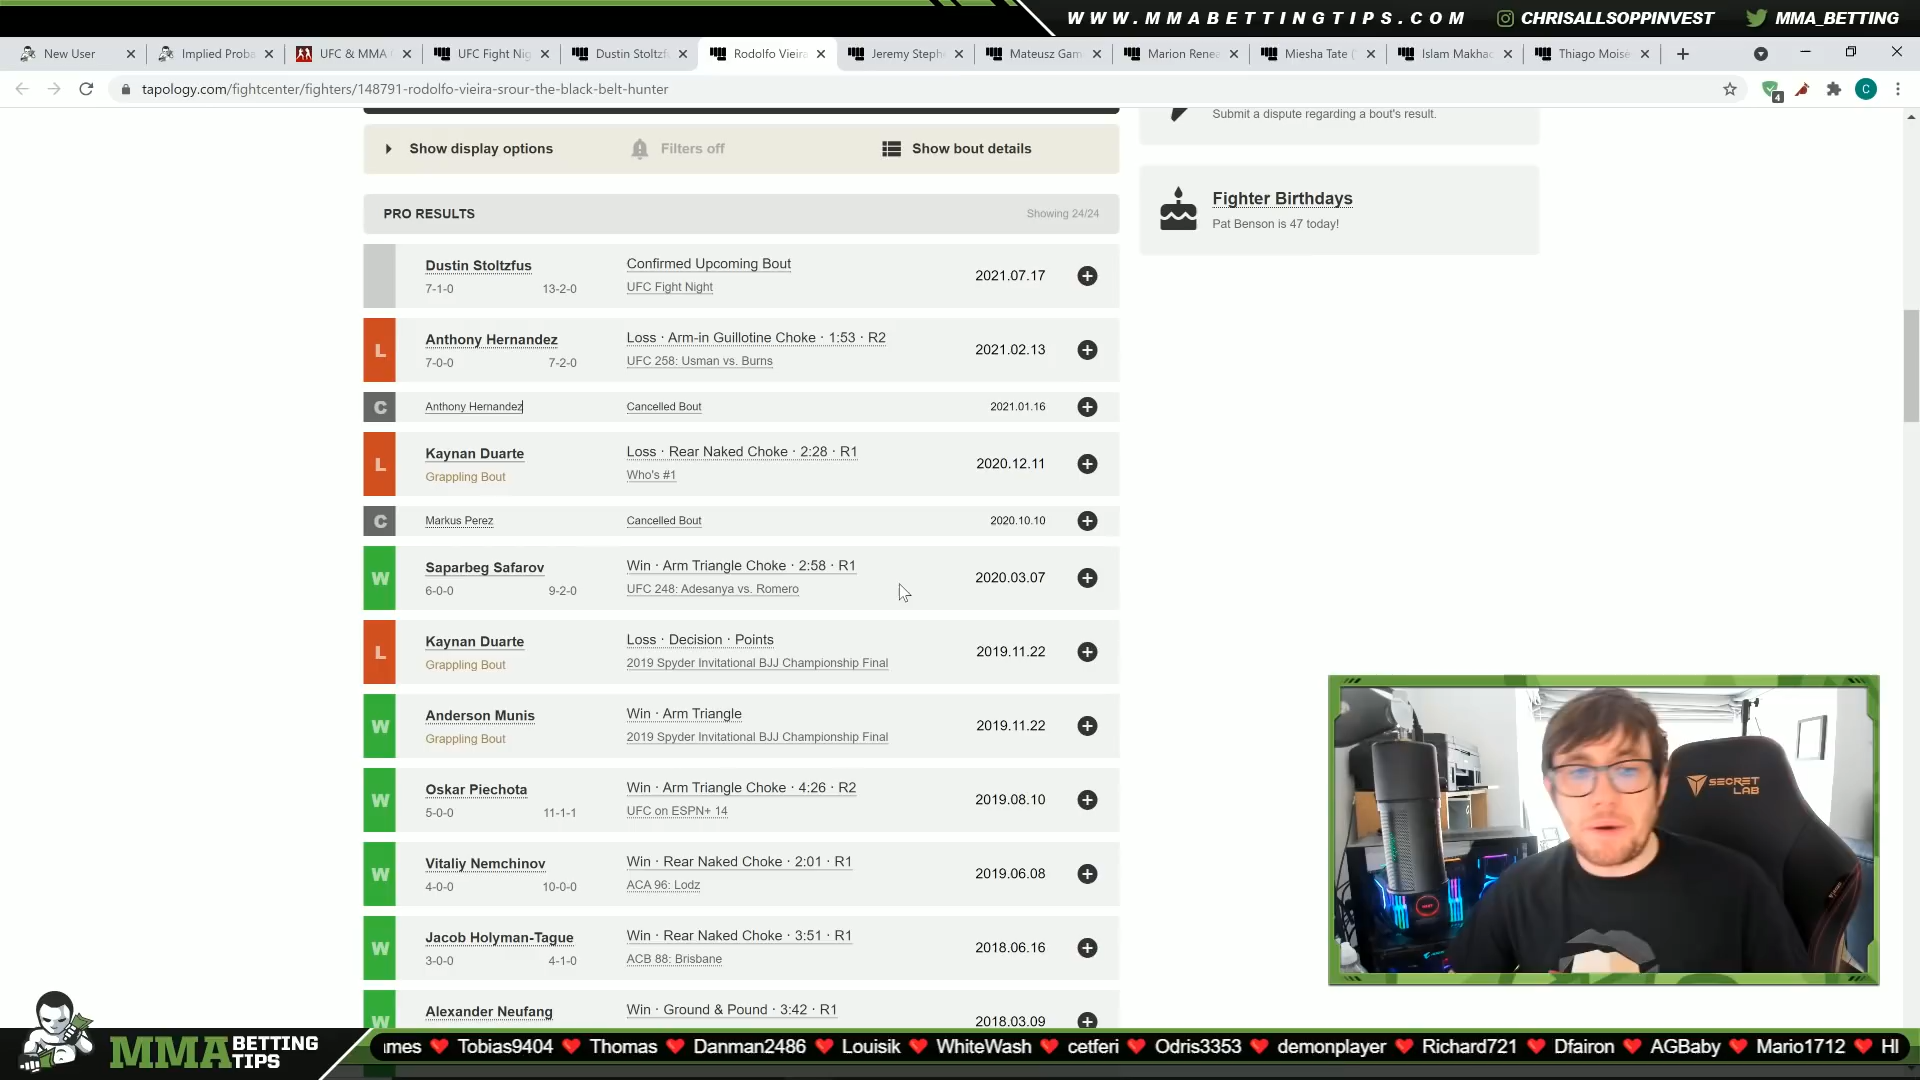 WWW.MMABETTINGTIPS.COM CHRISALLSOPPINVEST MMA_BETTING
New User Implied Proba UFC & MMA UFC Fight Nig Dustin Stoltzf Rodolfo Vieira Jeremy Steph Mateusz Gam Marion Renea Miesha Tate ( Islam Makhac Thiago Moise
tapology.com/fightcenter/fighters/148791-rodolfo-vieira-srour-the-black-belt-hunter 4 C
Submit a dispute regarding a bout's result.
Show display options Filters off Show bout details
Fighter Birthdays
Pat Benson is 47 today!
PRO RESULTS Showing 24/24
Dustin Stoltzfus Confirmed Upcoming Bout 2021.07.17
7-1-0 13-2-0 UFC Fight Night
L Anthony Hernandez Loss · Arm-in Guillotine Choke · 1:53 · R2 2021.02.13
7-0-0 7-2-0 UFC 258: Usman vs. Burns
C Anthony Hernandez Cancelled Bout 2021.01.16
L Kaynan Duarte Loss · Rear Naked Choke · 2:28 · R1 2020.12.11
Grappling Bout Who's #1
C Markus Perez Cancelled Bout 2020.10.10
W Saparbeg Safarov Win · Arm Triangle Choke · 2:58 · R1 2020.03.07
6-0-0 9-2-0 UFC 248: Adesanya vs. Romero
L Kaynan Duarte Loss · Decision · Points 2019.11.22
Grappling Bout 2019 Spyder Invitational BJJ Championship Final
W Anderson Munis Win · Arm Triangle 2019.11.22
Grappling Bout 2019 Spyder Invitational BJJ Championship Final
W Oskar Piechota Win · Arm Triangle Choke · 4:26 · R2 2019.08.10
5-0-0 11-1-1 UFC on ESPN+ 14
W Vitaliy Nemchinov Win · Rear Naked Choke · 2:01 · R1 2019.06.08
4-0-0 10-0-0 ACA 96: Lodz
W Jacob Holyman-Tague Win · Rear Naked Choke · 3:51 · R1 2018.06.16
3-0-0 4-1-0 ACB 88: Brisbane
W Alexander Neufang Win · Ground & Pound · 3:42 · R1 2018.03.09
SECRET
LAB
MMA BETTING
TIPS
Tobias9404 Thomas Danman2486 Louisik WhiteWash cetferi Odris3353 demonplayer Richard721 Dfairon AGBaby Mario1712